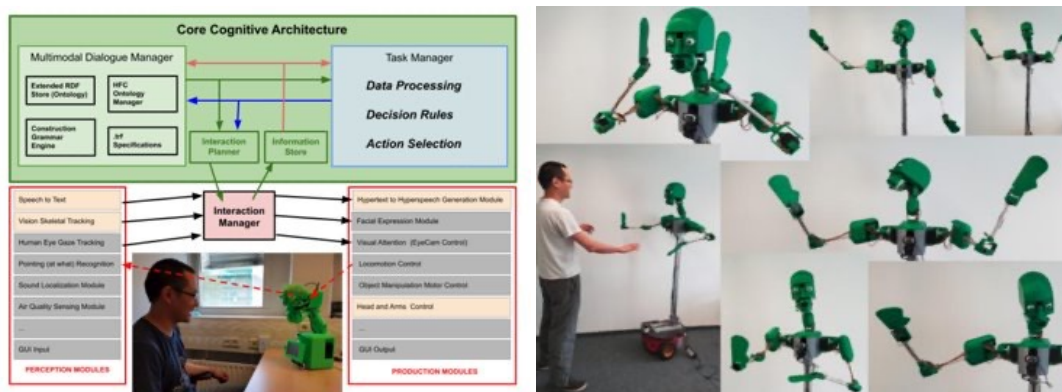 Core Cognitive Architecture
Multimodal Dialogue Manager
Extended RDF
Store (Ontology)
HFC
Ontology
Manager
Construction
Grammar
Engine
.trf
Specifications
Task Manager
Data Processing
Decision Rules
Action Selection
Interaction
Planner
Information
Store
Speech to Text
Vision Skeletal Tracking
Human Eye Gaze Tracking
Pointing (at what) Recognition
Sound Localization Module
Air Quality Sensing Module
...
GUI Input
PERCEPTION MODULES
Interaction
Manager
Hypertext to Hyperspeech Generation Module
Facial Expression Module
Visual Attention (EyeCam Control)
Locomotion Control
Object Manipulation Motor Control
Head and Arms Control
...
GUI Output
PRODUCTION MODULES